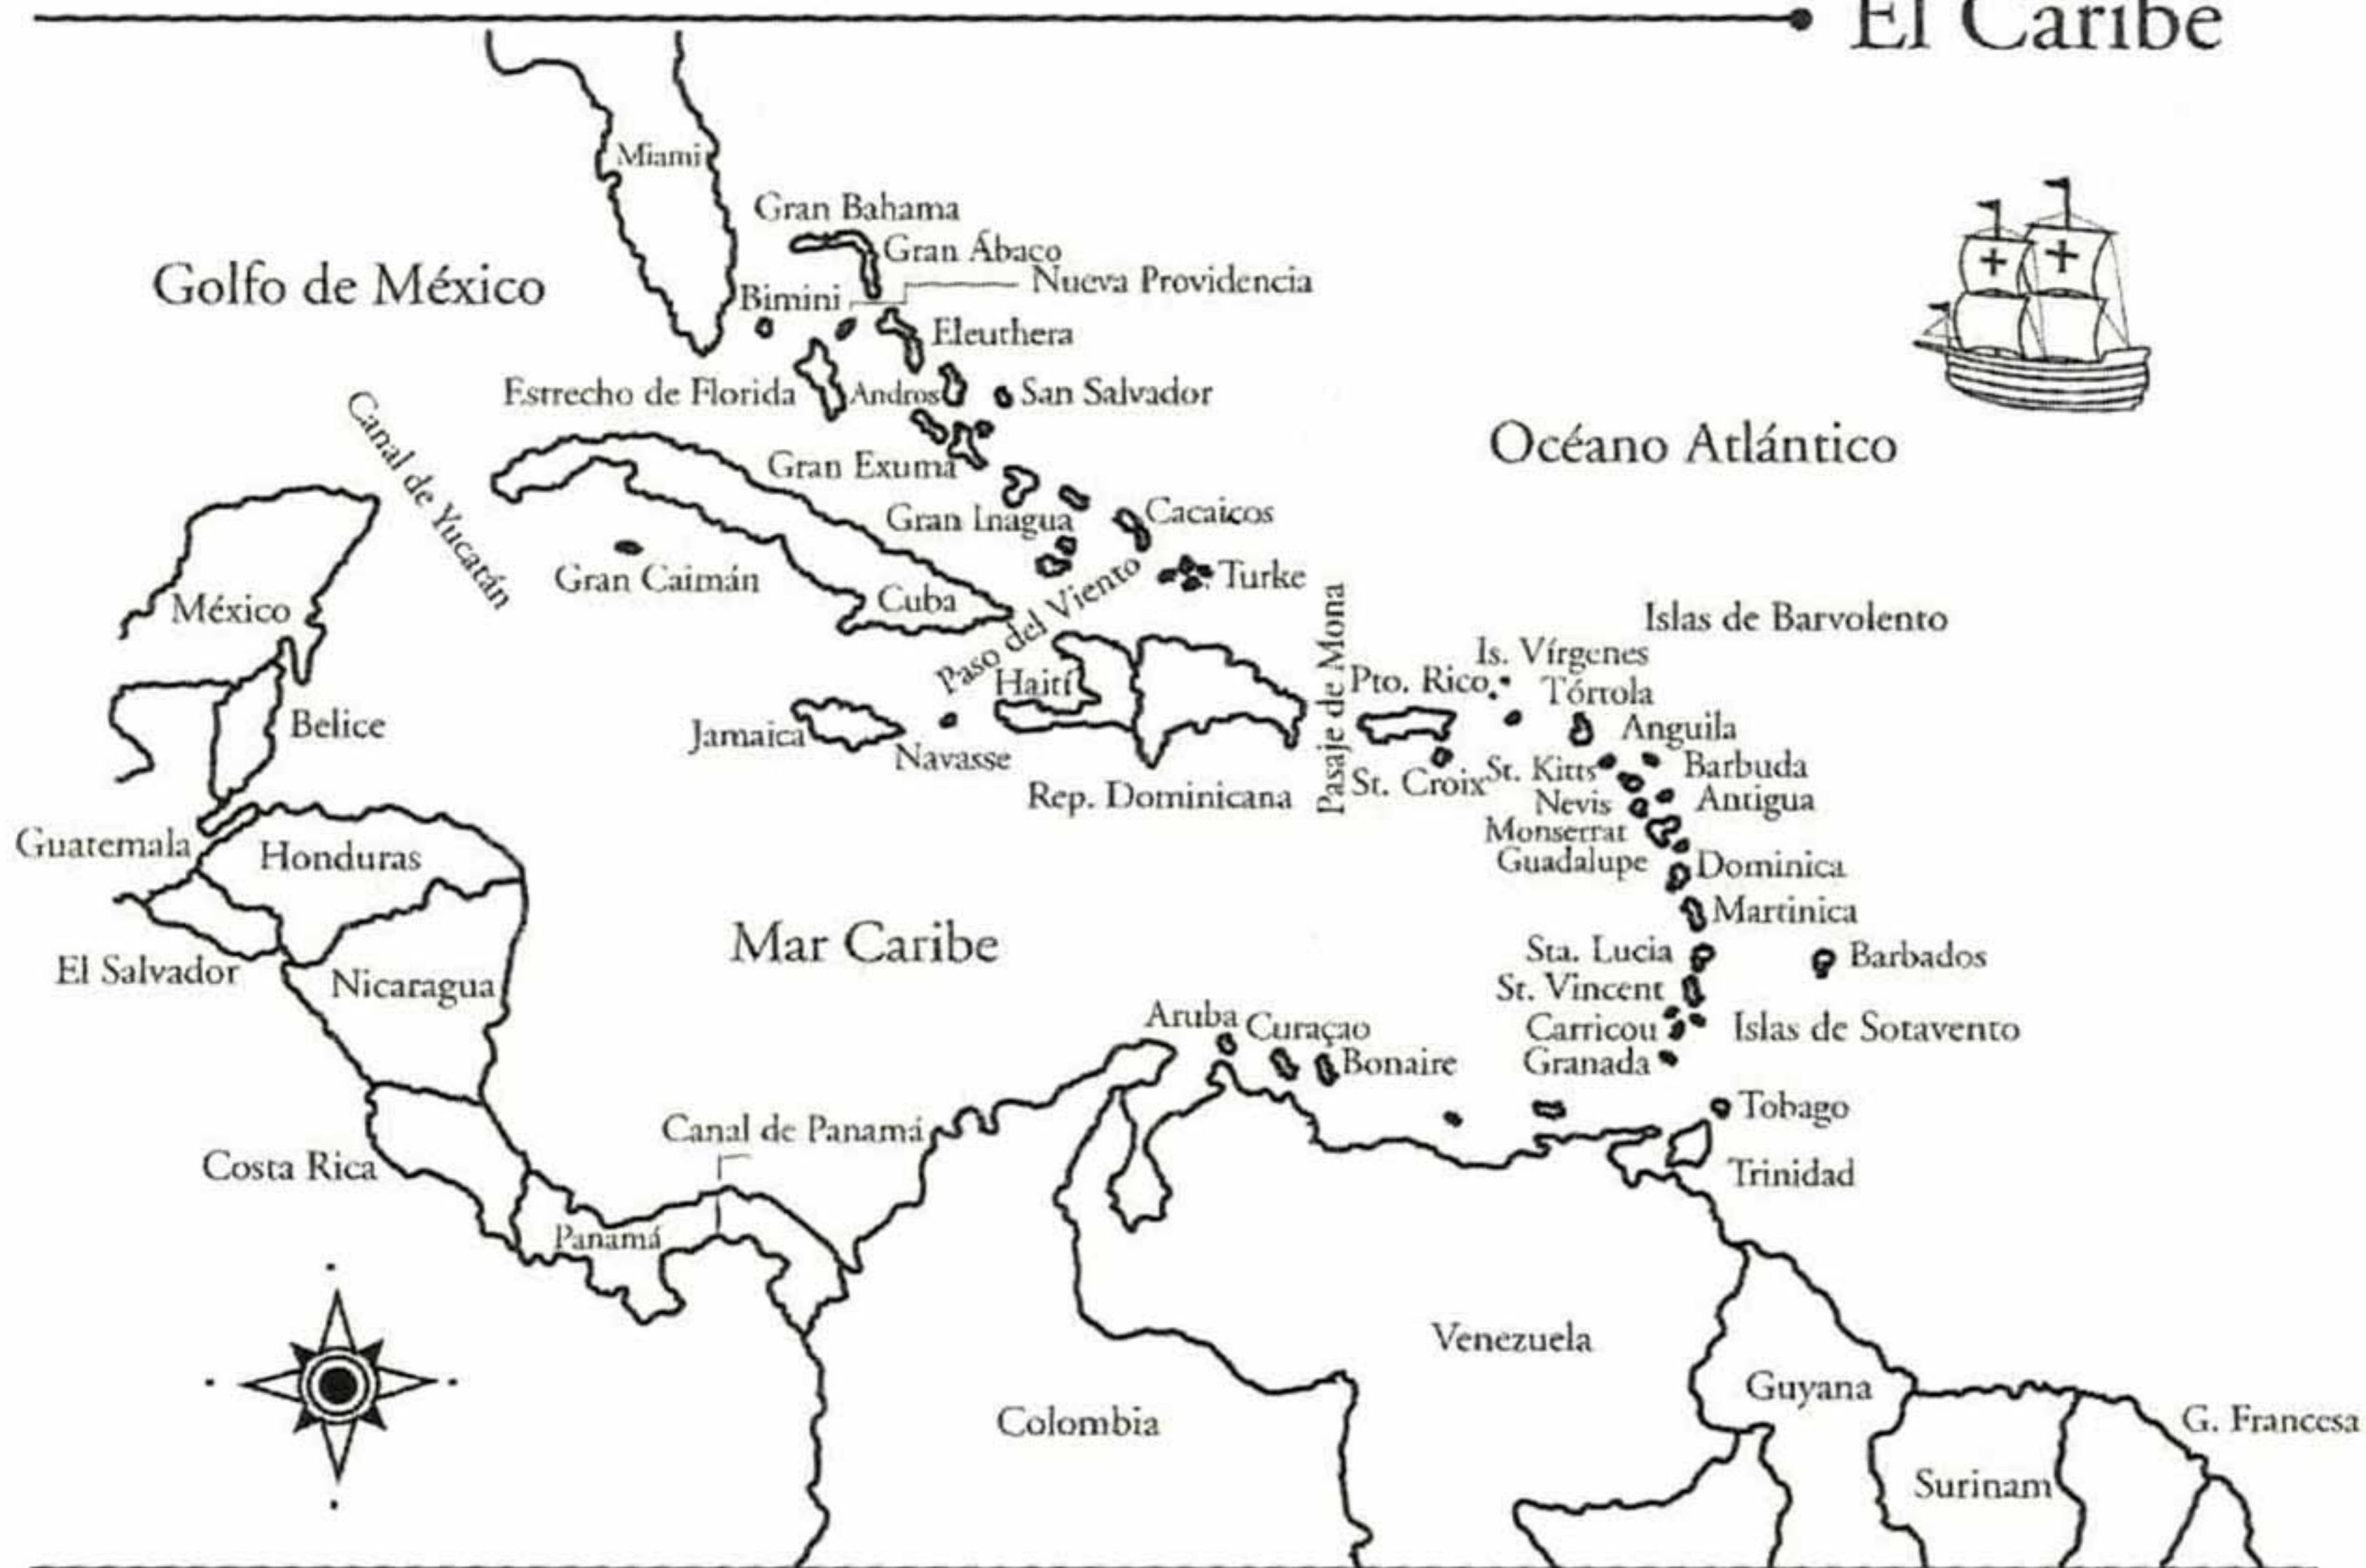 El Caribe
Miami
Gran Bahama
Gran Ábaco
Golfo de México
Nueva Providencia
Bimini
Eleuthera
Estrecho de Florida
Andros
San Salvador
Canal de Yucatán
Océano Atlántico
Gran Exuma
Gran Inagua
Cacaicos
Gran Caimán
Turke
Cuba
México
Paso del Viento
Pasaje de Mona
Islas de Barvolento
Is. Vírgenes
Haití
Pto. Rico
Tórtola
Belice
Jamaica
Anguila
Navasse
St. Kitts
Barbuda
St. Croix
Rep. Dominicana
Nevis
Antigua
Guatemala
Honduras
Monserrat
Guadalupe
Dominica
Martinica
Mar Caribe
Sta. Lucia
Barbados
El Salvador
Nicaragua
St. Vincent
Aruba
Curaçao
Carricou
Islas de Sotavento
Bonaire
Granada
Tobago
Canal de Panamá
Costa Rica
Trinidad
Panamá
Venezuela
Guyana
Colombia
G. Francesa
Surinam